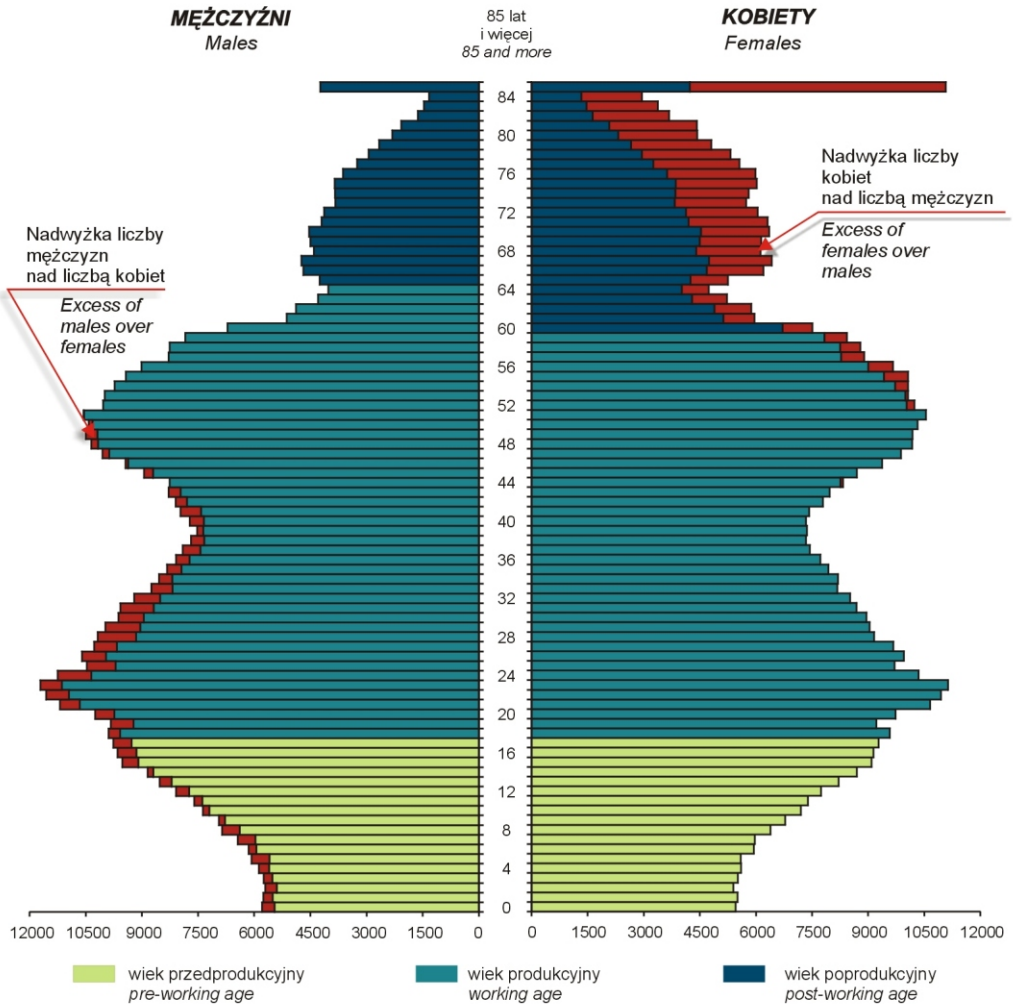 MĘŻCZYŹNI
Males
85 lat
i więcej
85 and more
KOBIETY
Females
84
80
76
72
68
64
60
56
52
48
44
40
36
32
28
24
20
16
12
8
4
0
Nadwyżka liczby
mężczyzn
nad liczbą kobiet
Excess of
males over
females
Nadwyżka liczby
kobiet
nad liczbą mężczyzn
Excess of
females over
males
12000 10500 9000 7500 6000 4500 3000 1500 0
0 1500 3000 4500 6000 7500 9000 10500 12000
wiek przedprodukcyjny
pre-working age
wiek produkcyjny
working age
wiek poprodukcyjny
post-working age